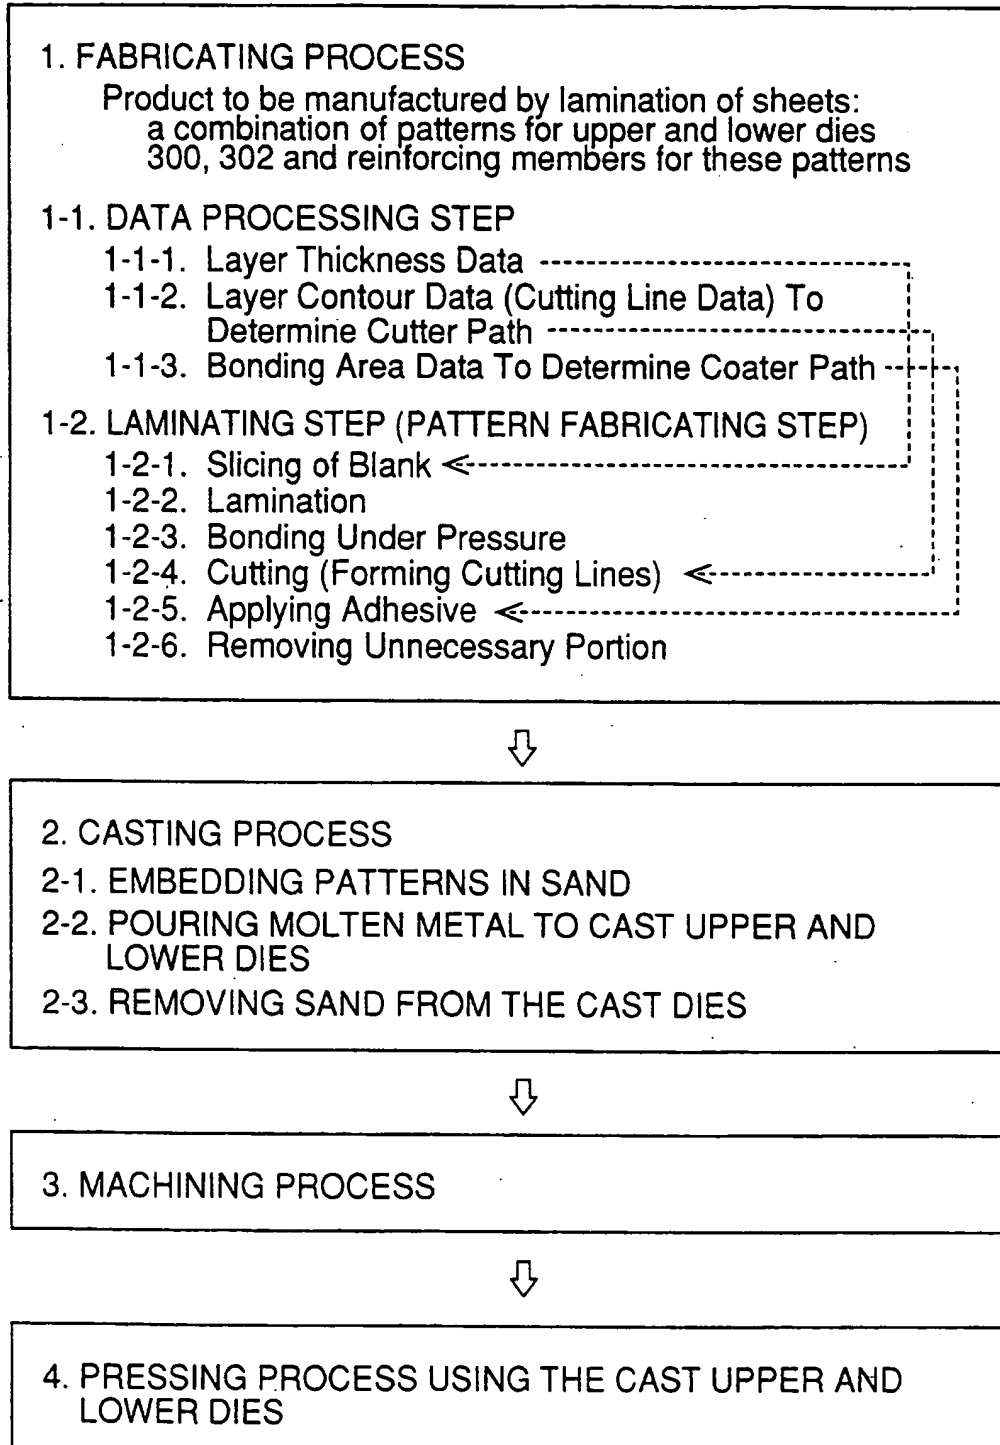 1. FABRICATING PROCESS
Product to be manufactured by lamination of sheets:
a combination of patterns for upper and lower dies
300, 302 and reinforcing members for these patterns
1-1. DATA PROCESSING STEP
1-1-1. Layer Thickness Data
1-1-2. Layer Contour Data (Cutting Line Data) To
Determine Cutter Path
1-1-3. Bonding Area Data To Determine Coater Path
1-2. LAMINATING STEP (PATTERN FABRICATING STEP)
1-2-1. Slicing of Blank
1-2-2. Lamination
1-2-3. Bonding Under Pressure
1-2-4. Cutting (Forming Cutting Lines)
1-2-5. Applying Adhesive
1-2-6. Removing Unnecessary Portion
2. CASTING PROCESS
2-1. EMBEDDING PATTERNS IN SAND
2-2. POURING MOLTEN METAL TO CAST UPPER AND
LOWER DIES
2-3. REMOVING SAND FROM THE CAST DIES
3. MACHINING PROCESS
4. PRESSING PROCESS USING THE CAST UPPER AND
LOWER DIES